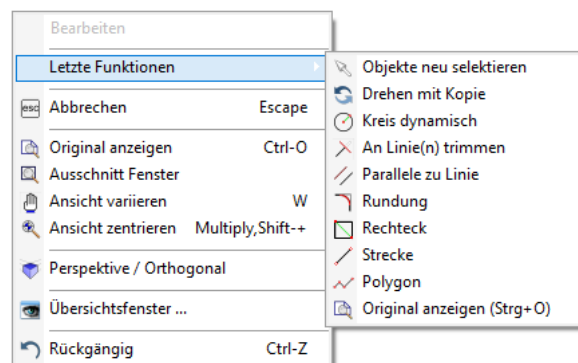 Bearbeiten
Letzte Funktionen
esc Abbrechen Escape
Original anzeigen Ctrl-O
Ausschnitt Fenster
Ansicht variieren W
Ansicht zentrieren Multiply,Shift-+
Perspektive / Orthogonal
Übersichtsfenster ...
Rückgängig Ctrl-Z
Objekte neu selektieren
Drehen mit Kopie
Kreis dynamisch
An Linie(n) trimmen
Parallele zu Linie
Rundung
Rechteck
Strecke
Polygon
Original anzeigen (Strg+O)